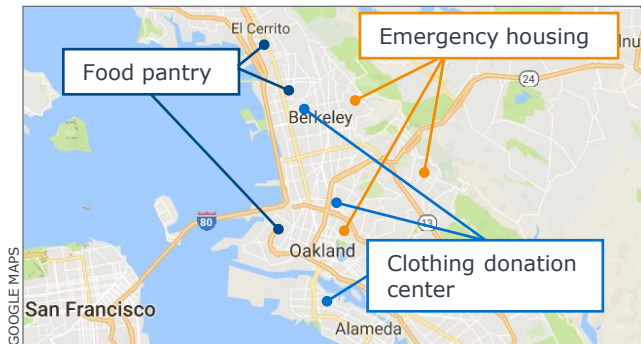 El Cerrito
Emergency housing
Food pantry
24
Berkeley
80
13
Oakland
Clothing donation
center
San Francisco
Alameda
GOOGLE MAPS